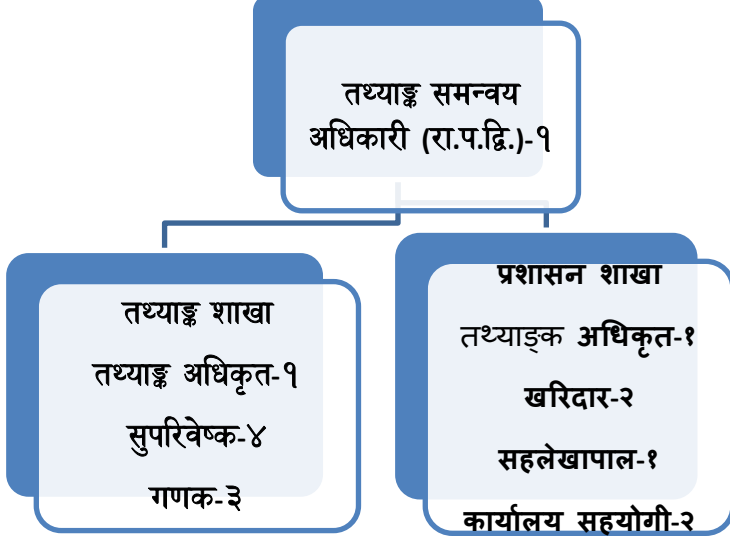 तथ्याङ्क समन्वय
अधिकारी (रा.प.द्वि.)-१
तथ्याङ्क शाखा
तथ्याङ्क अधिकृत-१
सुपरिवेष्क-४
गणक-३
प्रशासन शाखा
तथ्याङ्क अधिकृत-१
खरिदार-२
सहलेखापाल-१
कार्यालय सहयोगी-२